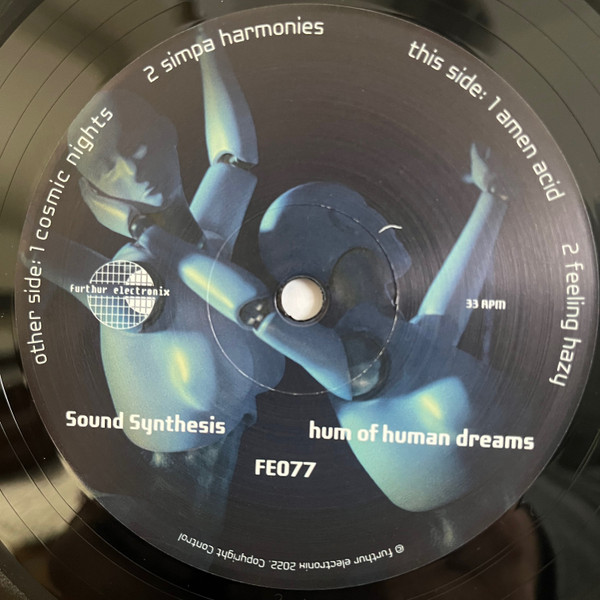 other side: 1 cosmic nights
2 simpa harmonies
this side: 1 amen acid
2 feeling hazy
furthur electronix
33 RPM
Sound Synthesis
hum of human dreams
FE077
© furthur electronix 2022. Copyright Control